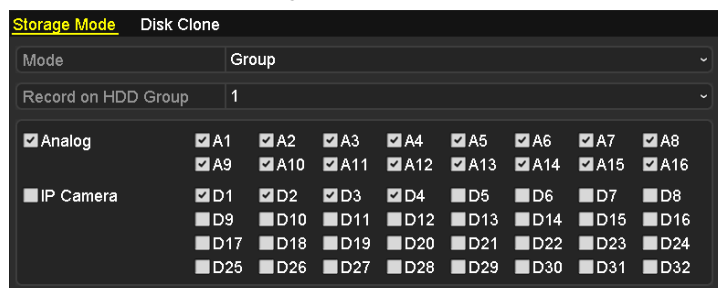 Storage Mode Disk Clone
Mode Group
Record on HDD Group 1
Analog A1 A2 A3 A4 A5 A6 A7 A8
A9 A10 A11 A12 A13 A14 A15 A16
IP Camera D1 D2 D3 D4 D5 D6 D7 D8
D9 D10 D11 D12 D13 D14 D15 D16
D17 D18 D19 D20 D21 D22 D23 D24
D25 D26 D27 D28 D29 D30 D31 D32